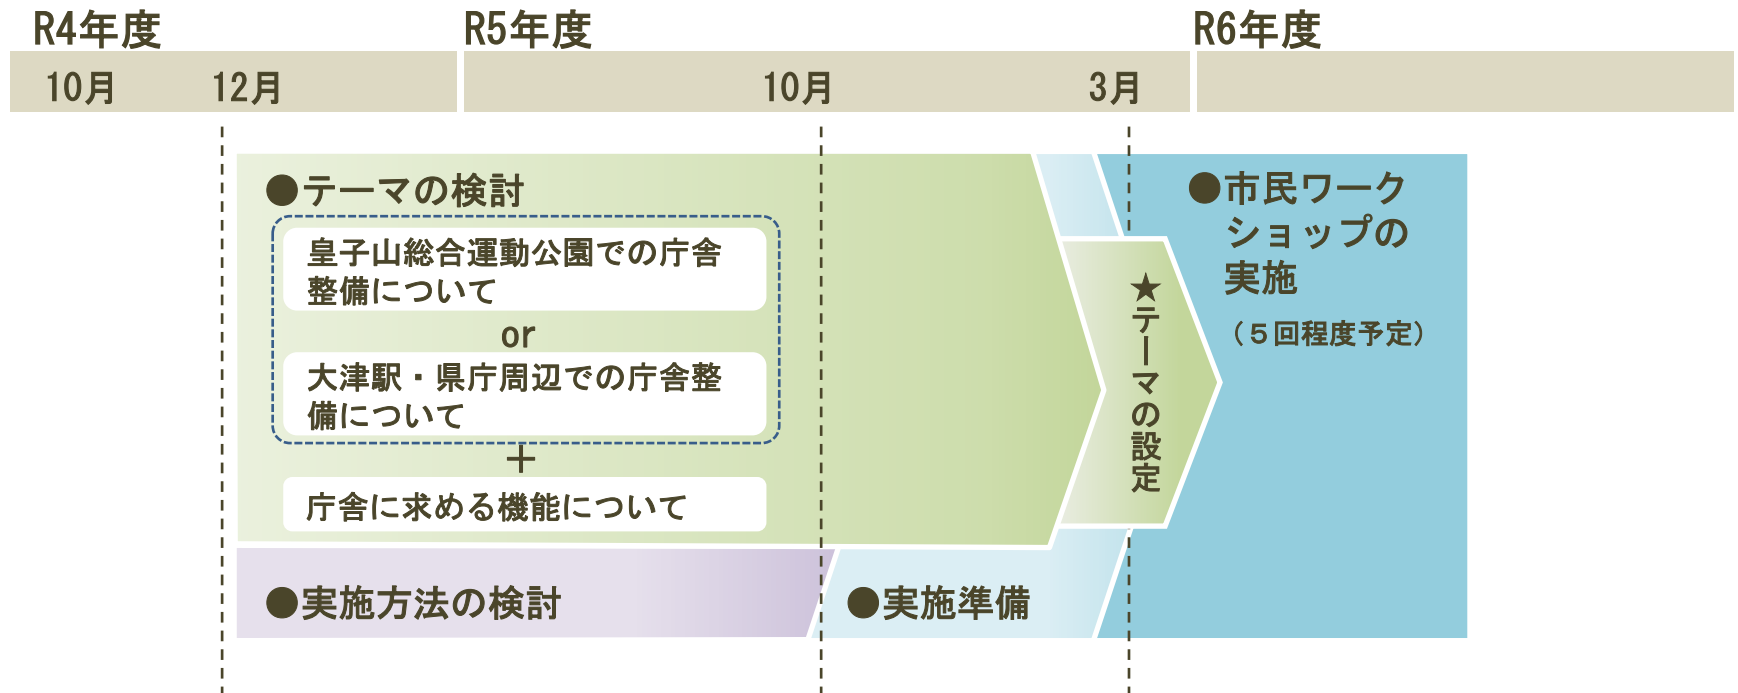 R4年度
R5年度
R6年度
10月
12月
10月
3月
●テーマの検討
皇子山総合運動公園での庁舎
整備について
or
大津駅・県庁周辺での庁舎整
備について
＋
庁舎に求める機能について
★テーマの設定
●市民ワーク
ショップの
実施
（５回程度予定）
●実施方法の検討
●実施準備